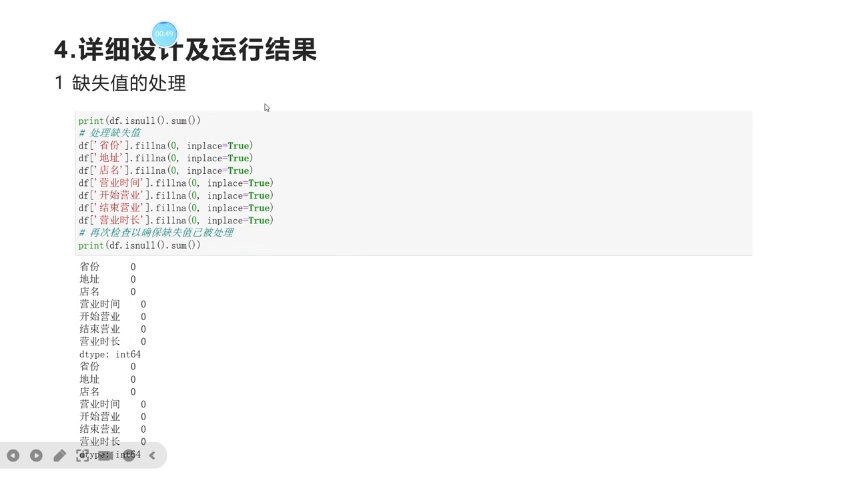 00:49
4.详细设计及运行结果
1 缺失值的处理
print(df.isnull().sum())
# 处理缺失值
df['省份'].fillna(0, inplace=True)
df['地址'].fillna(0, inplace=True)
df['店名'].fillna(0, inplace=True)
df['营业时间'].fillna(0, inplace=True)
df['开始营业'].fillna(0, inplace=True)
df['结束营业'].fillna(0, inplace=True)
df['营业时长'].fillna(0, inplace=True)
# 再次检查以确保缺失值已被处理
print(df.isnull().sum())
省份 0
地址 0
店名 0
营业时间 0
开始营业 0
结束营业 0
营业时长 0
dtype: int64
省份 0
地址 0
店名 0
营业时间 0
开始营业 0
结束营业 0
营业时长 0
dtype: int64